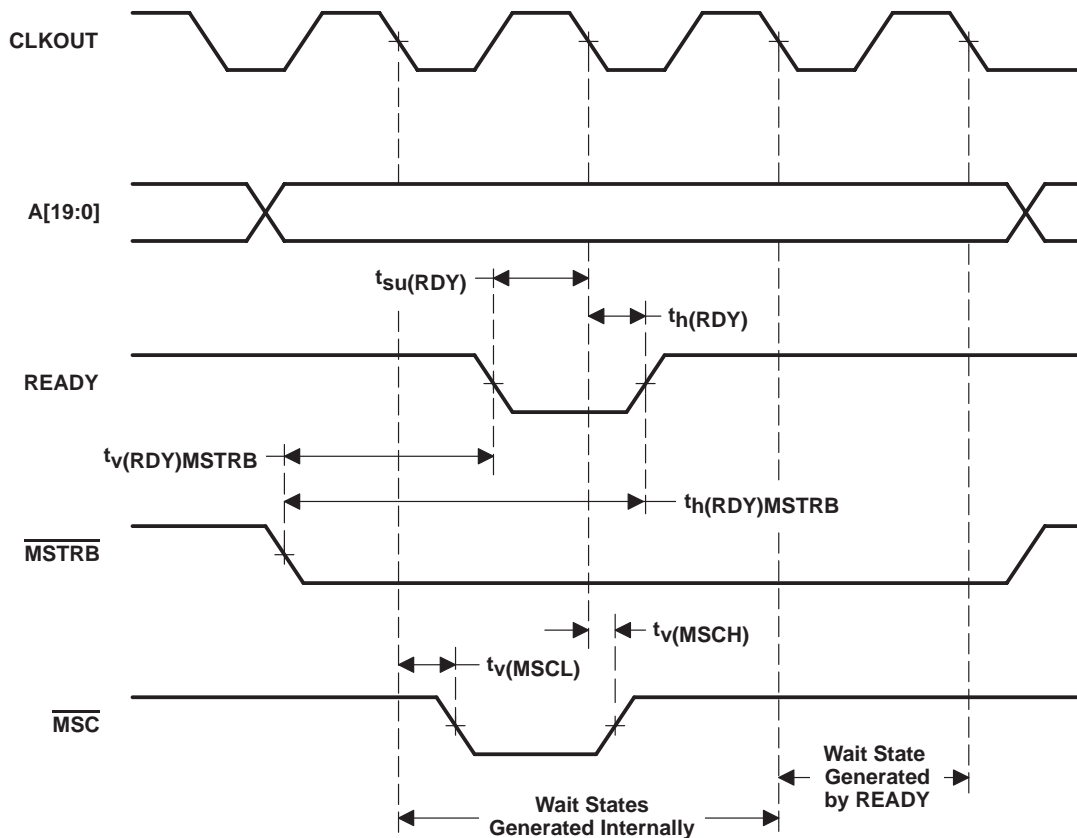 CLKOUT
A[19:0]
tsu(RDY)
th(RDY)
READY
tv(RDY)MSTRB
th(RDY)MSTRB
MSTRB
tv(MSCH)
tv(MSCL)
MSC
Wait State
Generated
by READY
Wait States
Generated Internally